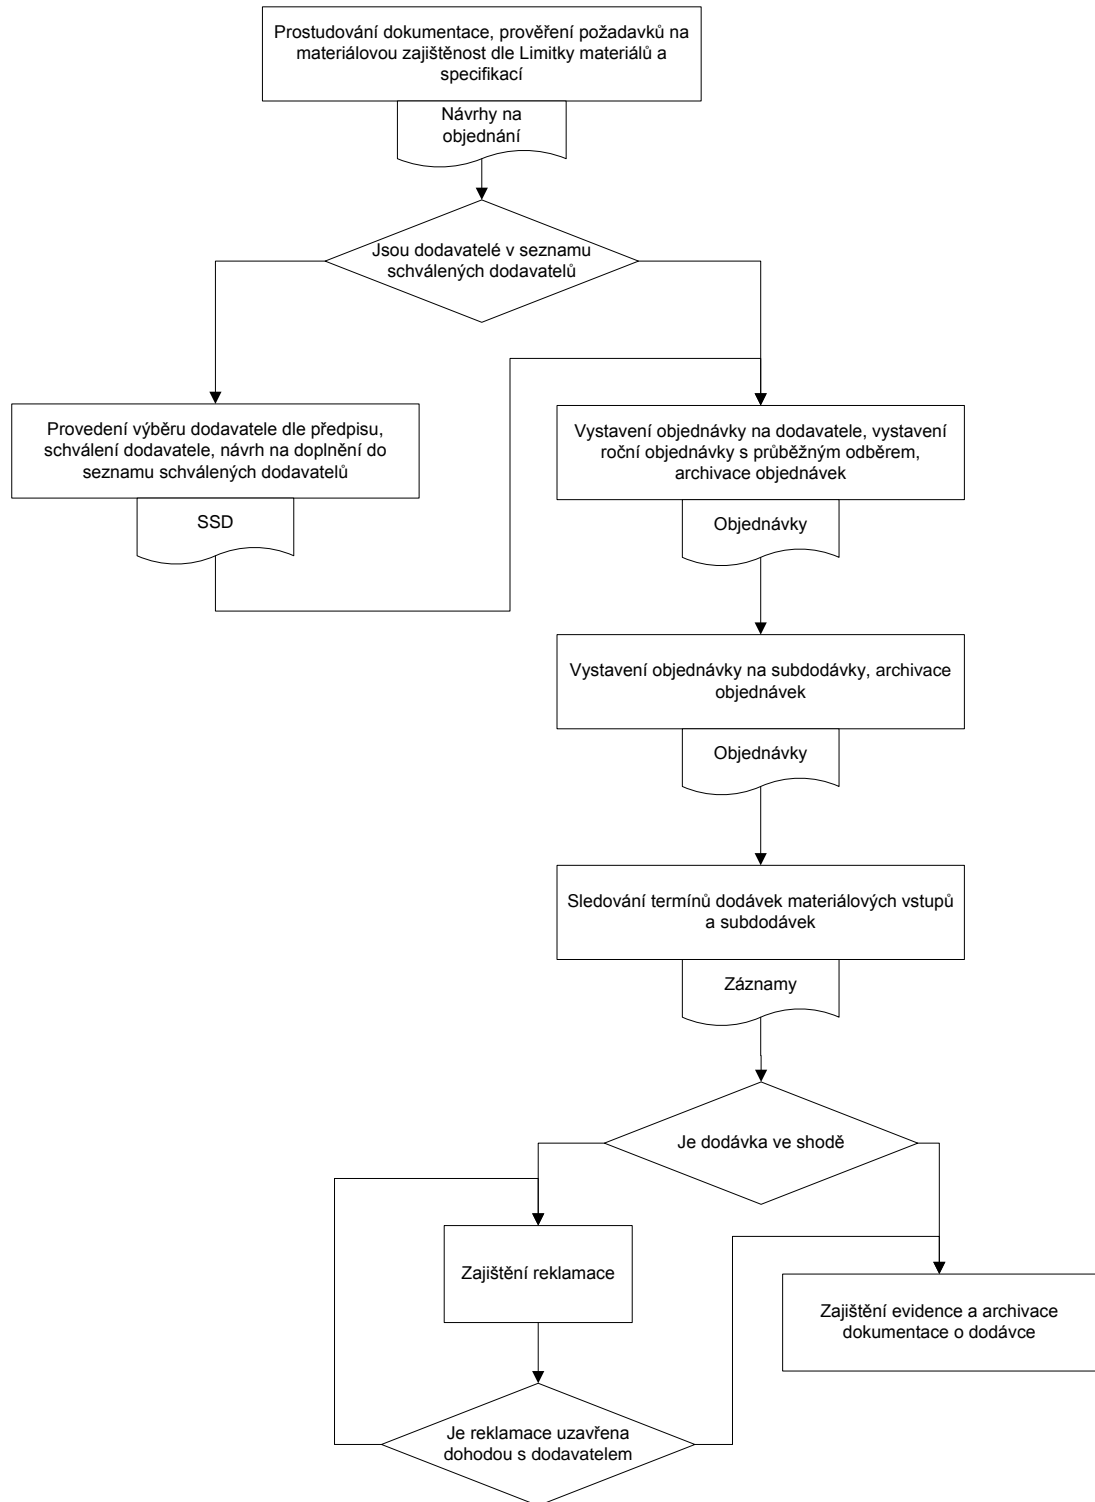 Prostudování dokumentace, prověření požadavků na
materiálovou zajištěnost dle Limitky materiálů a
specifikací
Návrhy na
objednání
Jsou dodavatelé v seznamu
schválených dodavatelů
Provedení výběru dodavatele dle předpisu,
schválení dodavatele, návrh na doplnění do
seznamu schválených dodavatelů
SSD
Vystavení objednávky na dodavatele, vystavení
roční objednávky s průběžným odběrem,
archivace objednávek
Objednávky
Vystavení objednávky na subdodávky, archivace
objednávek
Objednávky
Sledování termínů dodávek materiálových vstupů
a subdodávek
Záznamy
Je dodávka ve shodě
Zajištění reklamace
Zajištění evidence a archivace
dokumentace o dodávce
Je reklamace uzavřena
dohodou s dodavatelem